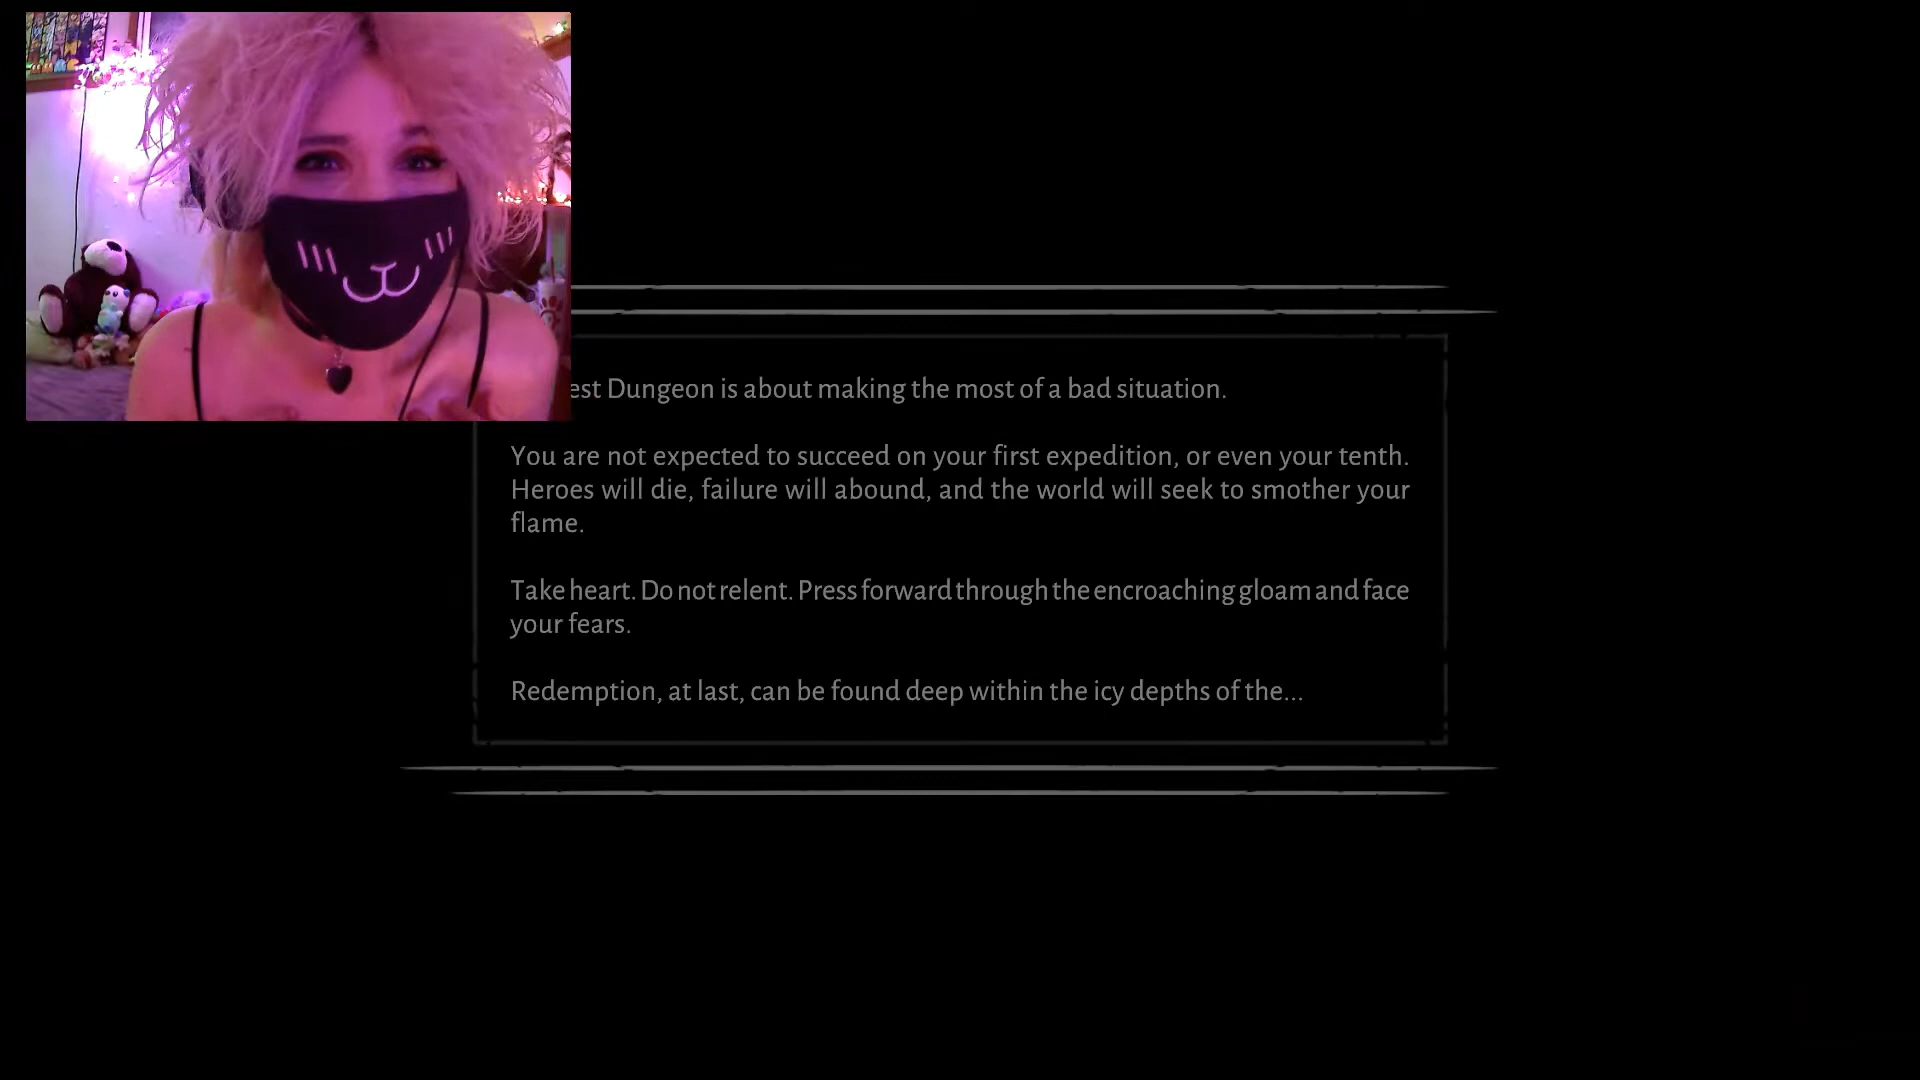 est Dungeon is about making the most of a bad situation.
You are not expected to succeed on your first expedition, or even your tenth.
Heroes will die, failure will abound, and the world will seek to smother your
flame.
Take heart. Do not relent. Press forward through the encroaching gloam and face
your fears.
Redemption, at last, can be found deep within the icy depths of the...